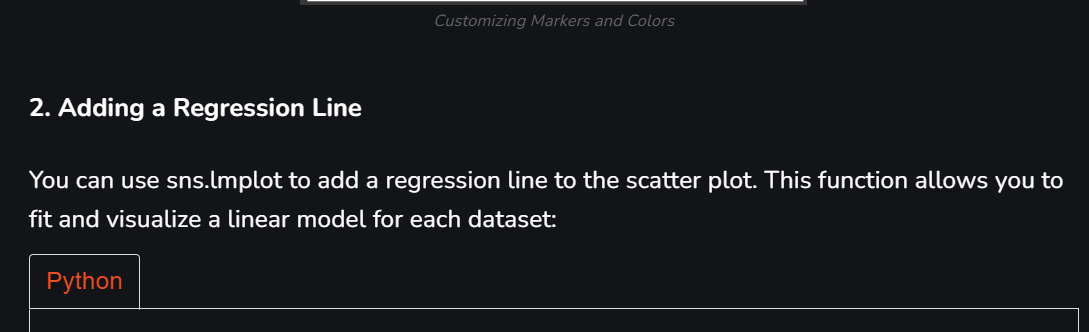 Customizing Markers and Colors
2. Adding a Regression Line
You can use sns.lmplot to add a regression line to the scatter plot. This function allows you to
fit and visualize a linear model for each dataset:
Python